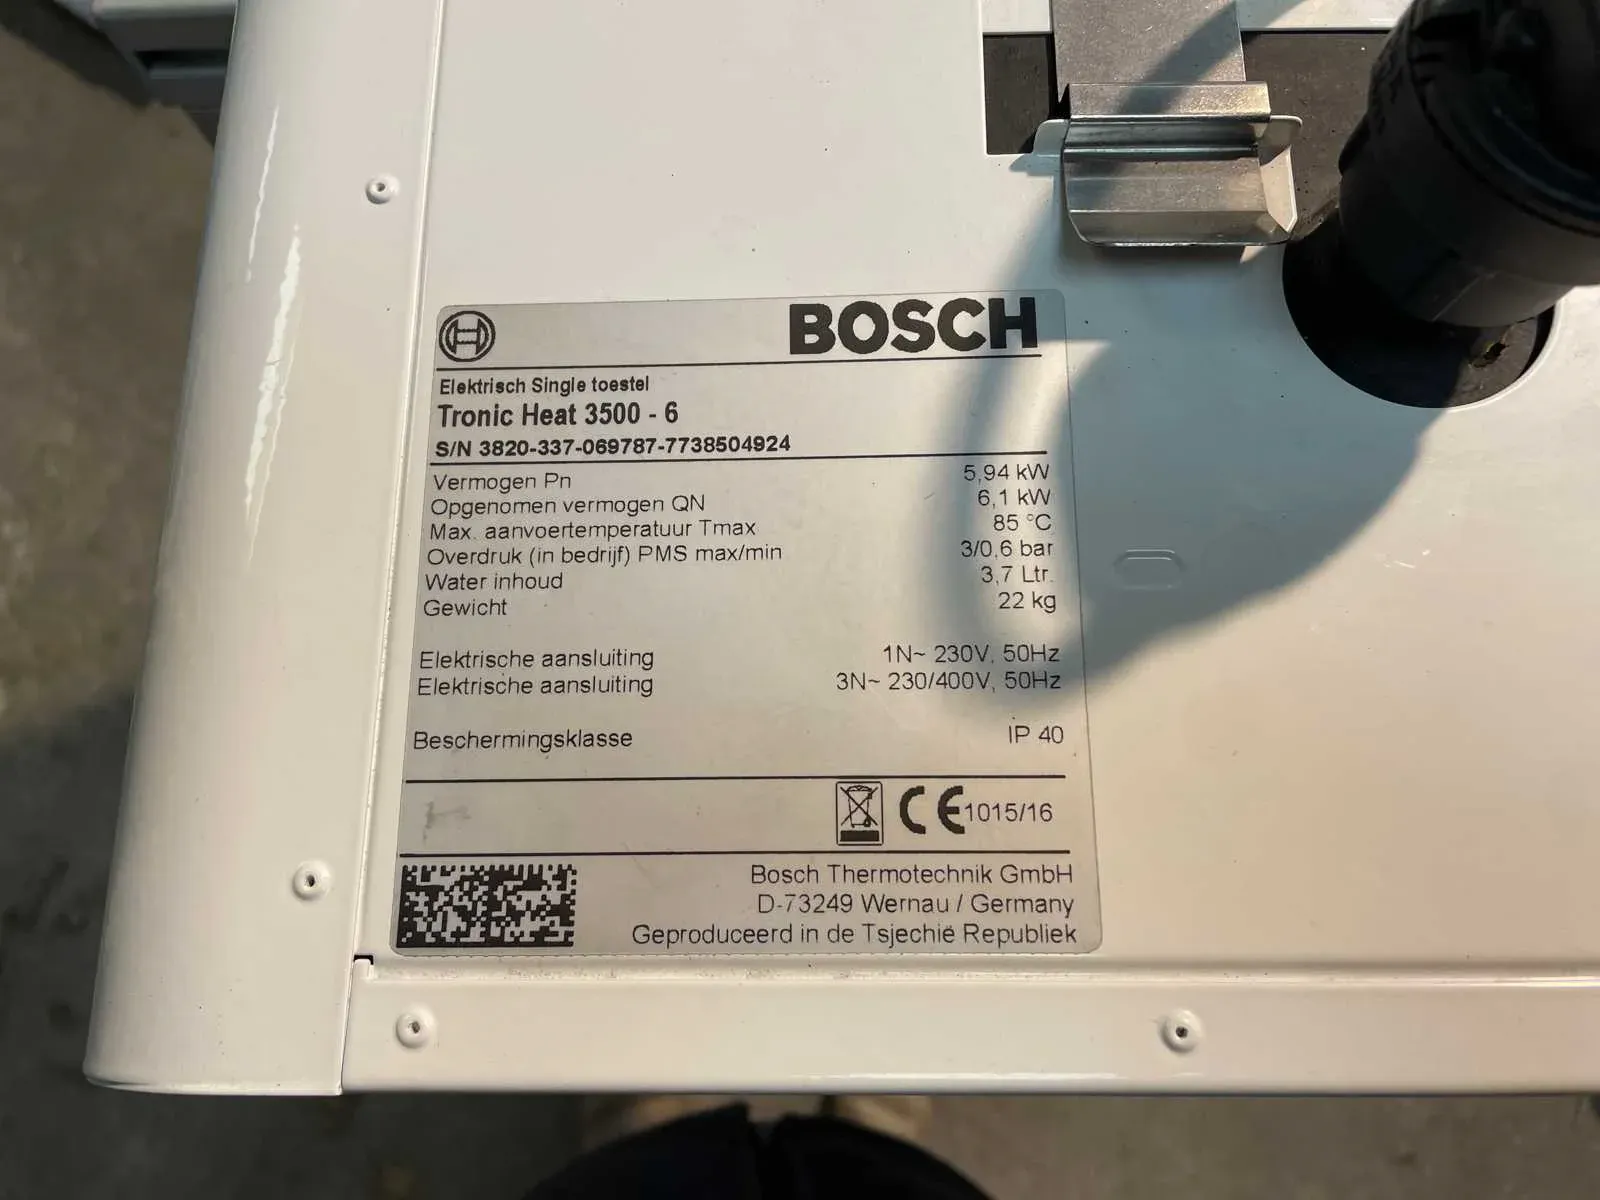 BOSCH
Elektrisch Single toestel
Tronic Heat 3500 - 6
S/N 3820-337-069787-7738504924
Vermogen Pn 5,94 kW
Opgenomen vermogen QN 6,1 kW
Max. aanvoertemperatuur Tmax 85 °C
Overdruk (in bedrijf) PMS max/min 3/0,6 bar
Water inhoud 3,7 Ltr.
Gewicht 22 kg
Elektrische aansluiting 1N~ 230V, 50Hz
Elektrische aansluiting 3N~ 230/400V, 50Hz
Beschermingsklasse IP 40
CE 1015/16
Bosch Thermotechnik GmbH
D-73249 Wernau / Germany
Geproduceerd in de Tsjechië Republiek